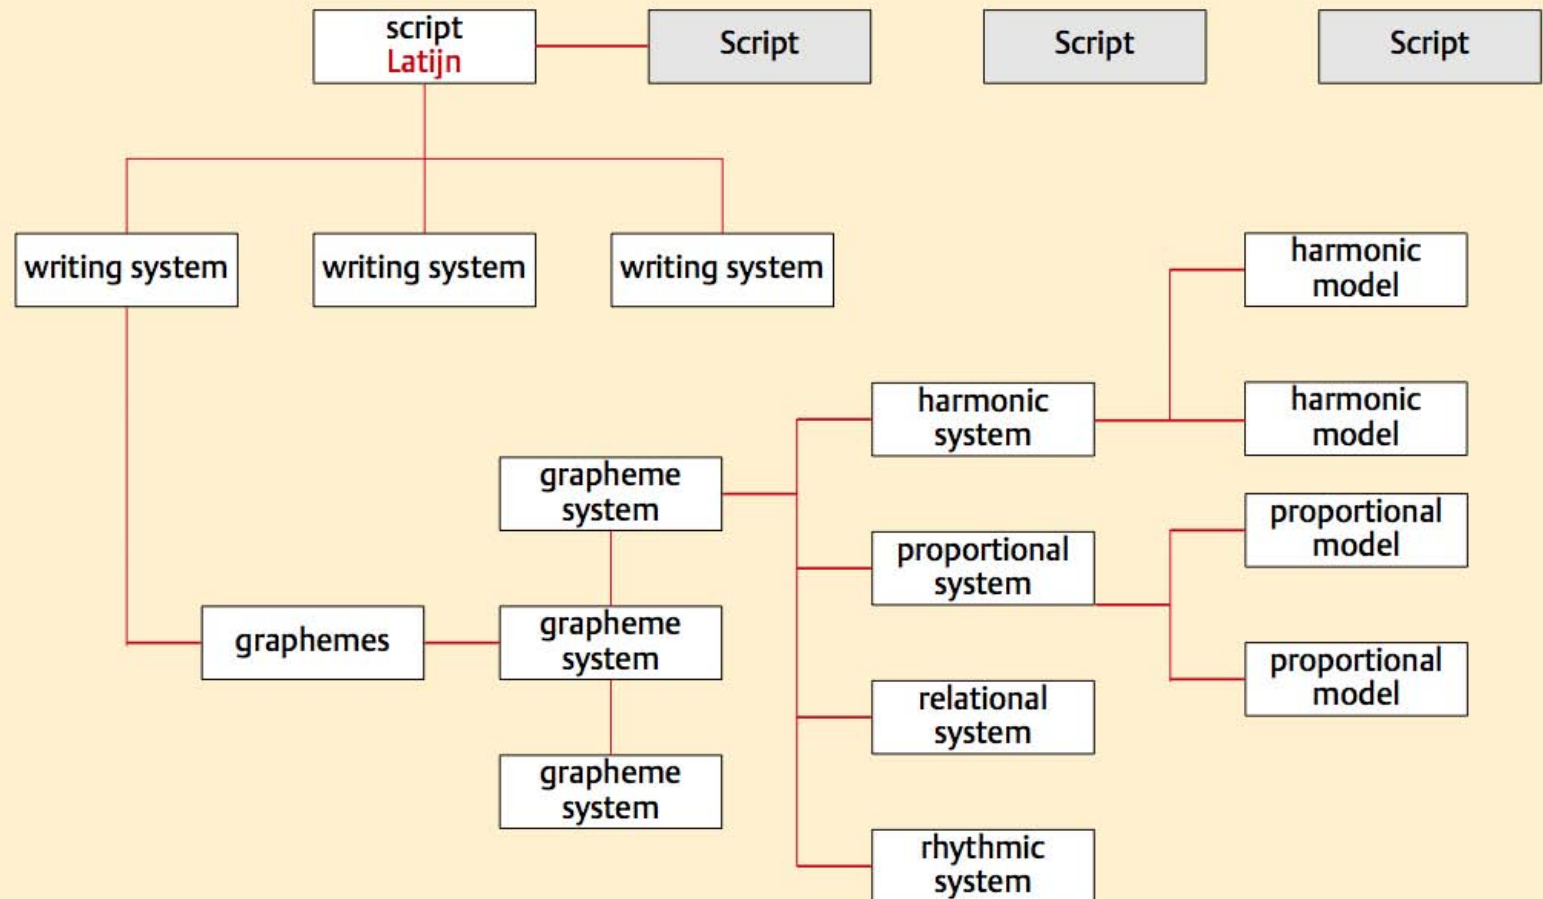 script
Latijn
Script
Script
Script
writing system
writing system
writing system
harmonic
model
harmonic
system
harmonic
model
grapheme
system
proportional
model
proportional
system
graphemes
grapheme
system
proportional
model
relational
system
grapheme
system
rhythmic
system